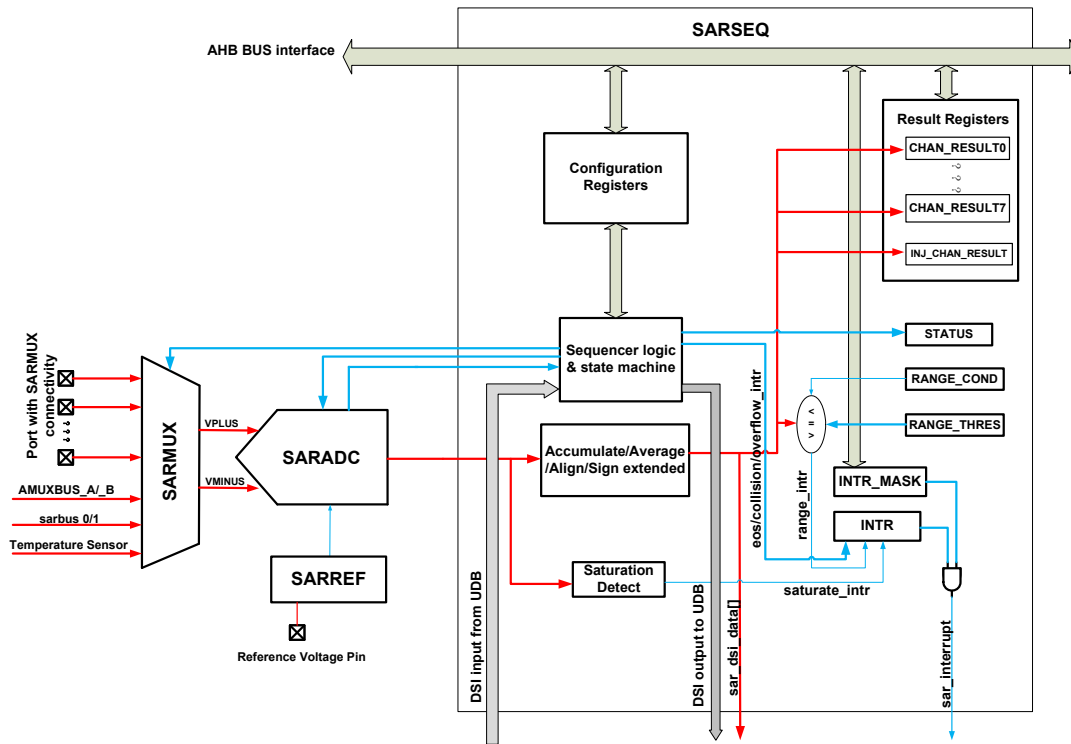 SARSEQ
AHB BUS interface
Result Registers
CHAN_RESULT0
? ? ?
CHAN_RESULT7
INJ_CHAN_RESULT
Configuration
Registers
Sequencer logic
& state machine
STATUS
RANGE_COND
RANGE_THRES
< = >
Port with SARMUX
connectivity
? ? ?
SARMUX
VPLUS
VMINUS
SARADC
Accumulate/Average
/Align/Sign extended
eos/collision/overflow_intr
range_intr
INTR_MASK
INTR
AMUXBUS_A/_B
sarbus 0/1
Temperature Sensor
SARREF
Saturation
Detect
saturate_intr
Reference Voltage Pin
DSI input from UDB
DSI output to UDB
sar_dsi_data[]
sar_interrupt